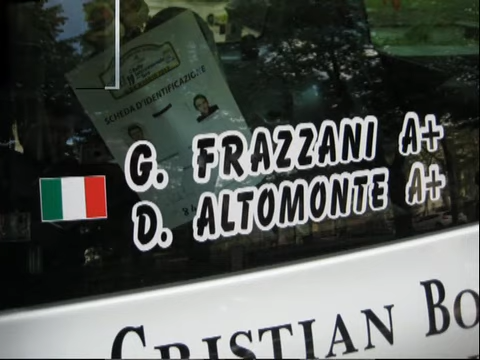 SCHEDA D'IDENTIFICAZIONE
G. FRAZZANI A+
D. ALTOMONTE A+
CRISTIAN BO